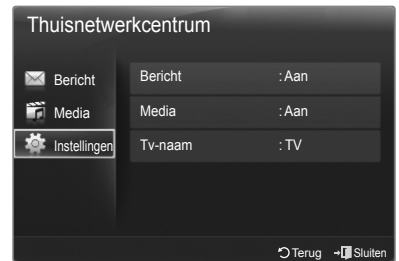 Thuisnetwerkcentrum
Bericht
Media
Instellingen
Bericht : Aan
Media : Aan
Tv-naam : TV
Terug Sluiten